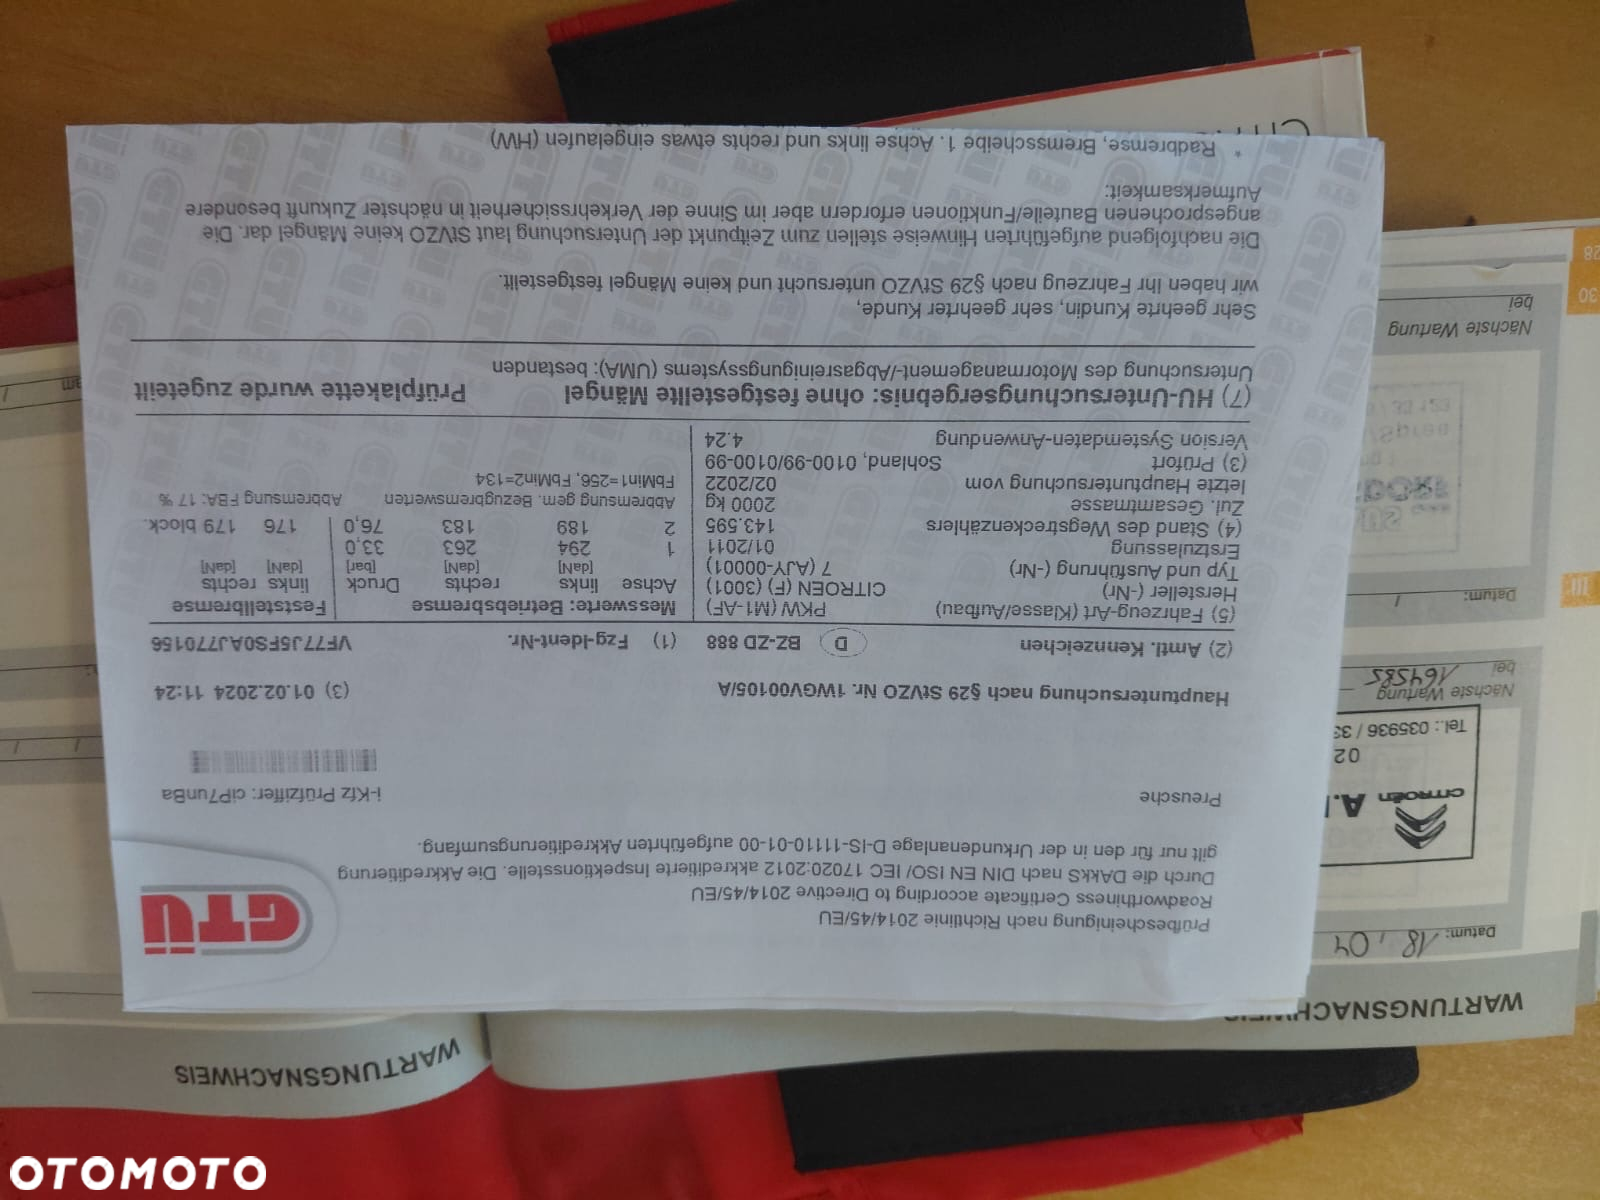 GTÜ
Prüfbescheinigung nach Richtlinie 2014/45/EU
Roadworthiness Certificate according to Directive 2014/45/EU
Durch die DAkkS nach DIN EN ISO/ IEC 17020:2012 akkreditierte Inspektionsstelle. Die Akkreditierung
gilt nur für den in der Urkundenanlage D-IS-11110-01-00 aufgeführten Akkreditierungsumfang.
Preusche
i-Kfz Prüfziffer: ciP7unBa
Hauptuntersuchung nach §29 StVZO Nr. 1WGV00105/A (3) 01.02.2024 11:24
(2) Amtl. Kennzeichen D BZ-ZD 888 (1) Fzg-Ident-Nr. VF77J5FS0AJ770156
(5) Fahrzeug-Art (Klasse/Aufbau) PKW (M1-AF)
Hersteller (-Nr) CITROEN (F) (3001)
Typ und Ausführung (-Nr) 7 (AJY-00001)
Erstzulassung 01/2011
(4) Stand des Wegstreckenzählers 143.595
Zul. Gesamtmasse 2000 kg
letzte Hauptuntersuchung vom 02/2022
(3) Prüfort Sohland, 0100-99/0100-99
Version Systemdaten-Anwendung 4.24
Messwerte: Betriebsbremse Feststellbremse
Achse links rechts Druck links rechts
[daN] [daN] [bar] [daN] [daN]
1 294 263 33,0
2 189 183 76,0 176 179 block.
Abbremsung gem. Bezugbremswerten Abbremsung FBA: 17 %
FbMin1=256, FbMin2=134
(7) HU-Untersuchungsergebnis: ohne festgestellte Mängel Prüfplakette wurde zugeteilt
Untersuchung des Motormanagement-/Abgasreinigungssystems (UMA): bestanden
Sehr geehrte Kundin, sehr geehrter Kunde,
wir haben Ihr Fahrzeug nach §29 StVZO untersucht und keine Mängel festgestellt.
Die nachfolgend aufgeführten Hinweise stellen zum Zeitpunkt der Untersuchung laut StVZO keine Mängel dar. Die
angesprochenen Bauteile/Funktionen erfordern aber im Sinne der Verkehrssicherheit in nächster Zukunft besondere
Aufmerksamkeit:
* Radbremse, Bremsscheibe 1. Achse links und rechts etwas eingelaufen (HW)
WARTUNGSNACHWEIS
WARTUNGSNACHWEIS
Datum: 18.04
CITROËN A.
02
Tel.: 035936 / 33
Nächste Wartung
bei 164585
Datum: /
Nächste Wartung
bei
30
28
OTOMOTO